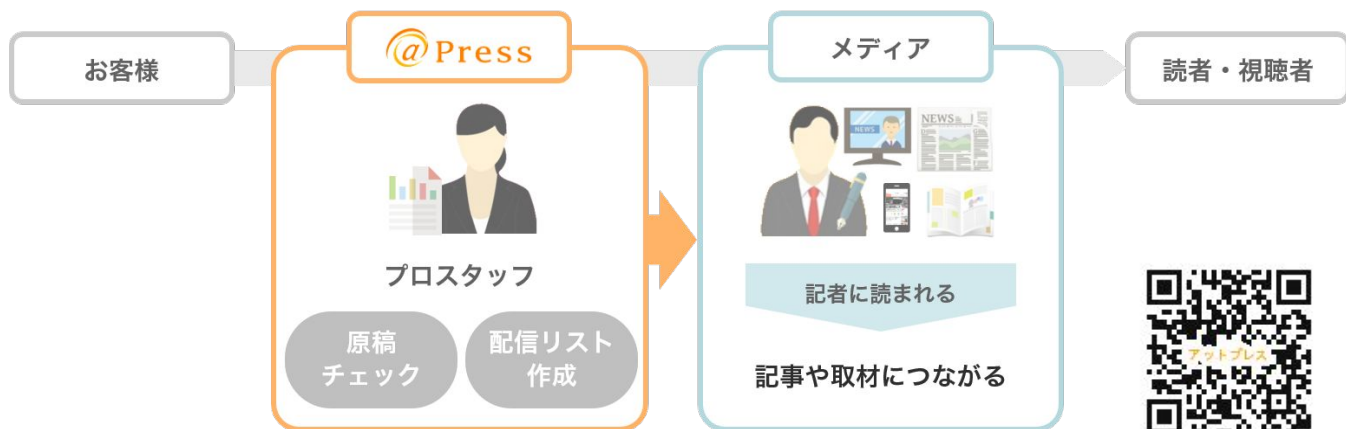 お客様
@Press
メディア
読者・視聴者
NEWS
NEWS
プロスタッフ
記者に読まれる
原稿
チェック
配信リスト
作成
記事や取材につながる
アットプレス